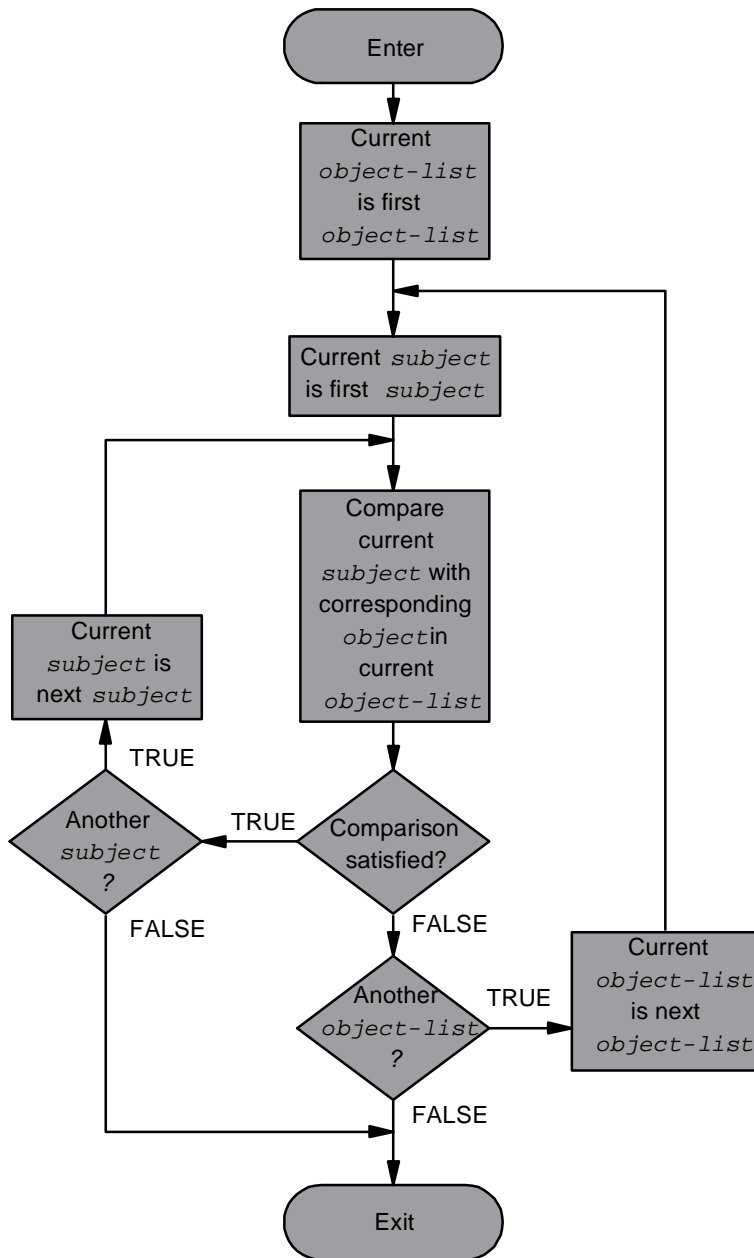 Enter
Current
object-list
is first
object-list
Current subject
is first subject
Compare
current
subject with
corresponding
object in
current
object-list
Current
subject is
next subject
TRUE
Another
subject
?
TRUE
Comparison
satisfied?
FALSE
FALSE
Another
object-list
?
TRUE
Current
object-list
is next
object-list
FALSE
Exit